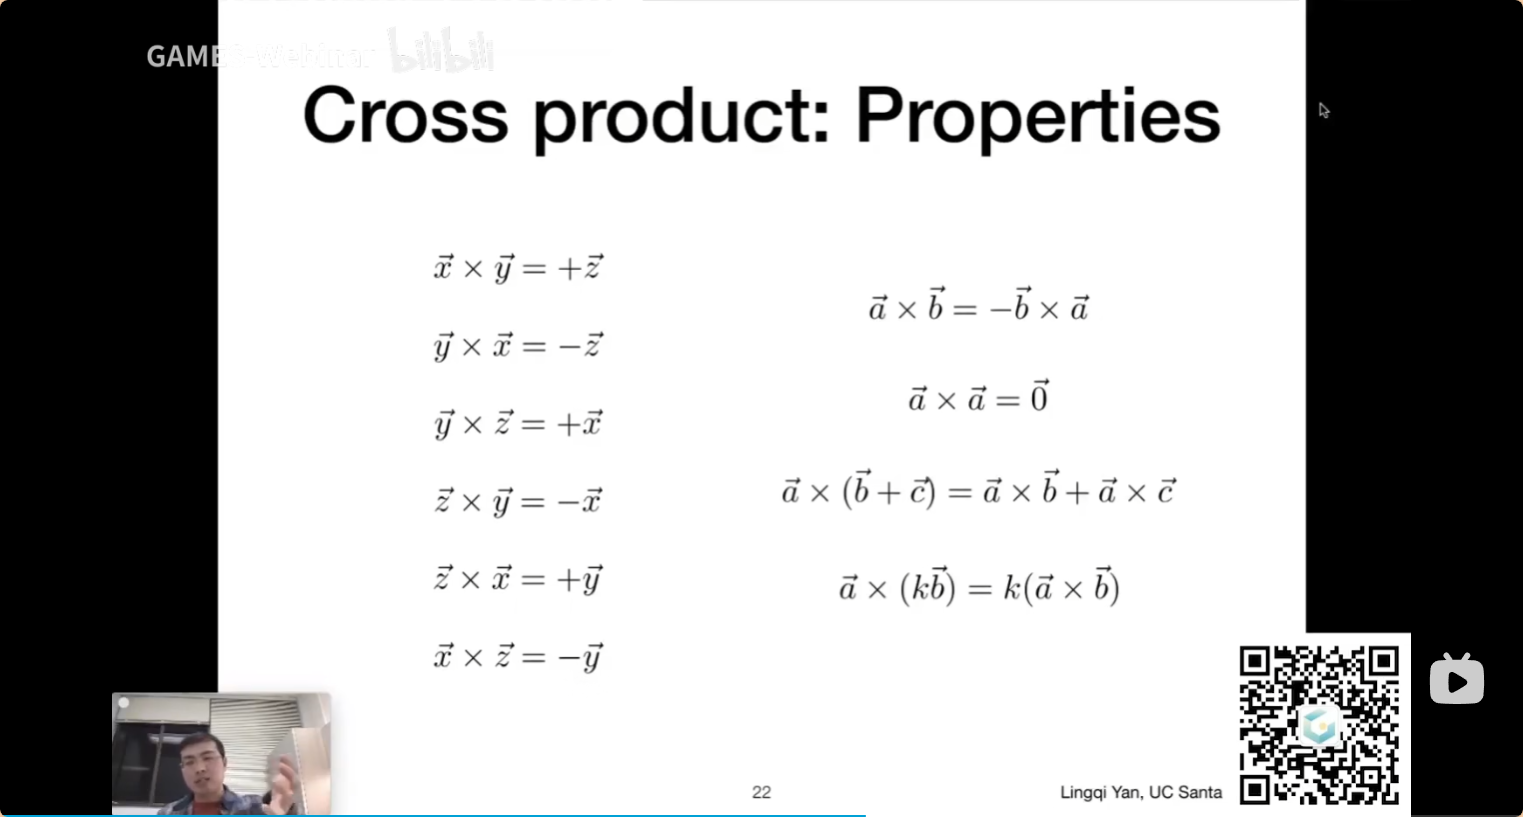 GAMES-Webinar bilibili
Cross product: Properties
$\vec{x} \times \vec{y} = +\vec{z}$
$\vec{y} \times \vec{x} = -\vec{z}$
$\vec{y} \times \vec{z} = +\vec{x}$
$\vec{z} \times \vec{y} = -\vec{x}$
$\vec{z} \times \vec{x} = +\vec{y}$
$\vec{x} \times \vec{z} = -\vec{y}$
$\vec{a} \times \vec{b} = -\vec{b} \times \vec{a}$
$\vec{a} \times \vec{a} = \vec{0}$
$\vec{a} \times (\vec{b} + \vec{c}) = \vec{a} \times \vec{b} + \vec{a} \times \vec{c}$
$\vec{a} \times (k\vec{b}) = k(\vec{a} \times \vec{b})$
22
Lingqi Yan, UC Santa